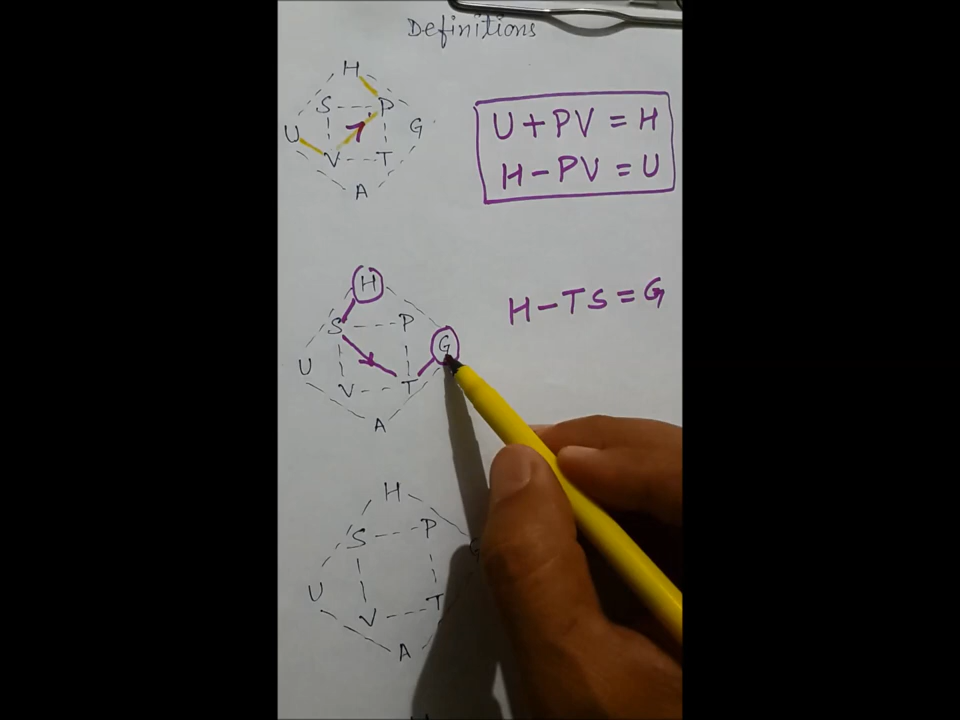 Definitions
H
S P
U G
V T
A
U + PV = H
H - PV = U
H
S P
G
U
V T
A
H - TS = G
H
P
S
G
U
T
V
A